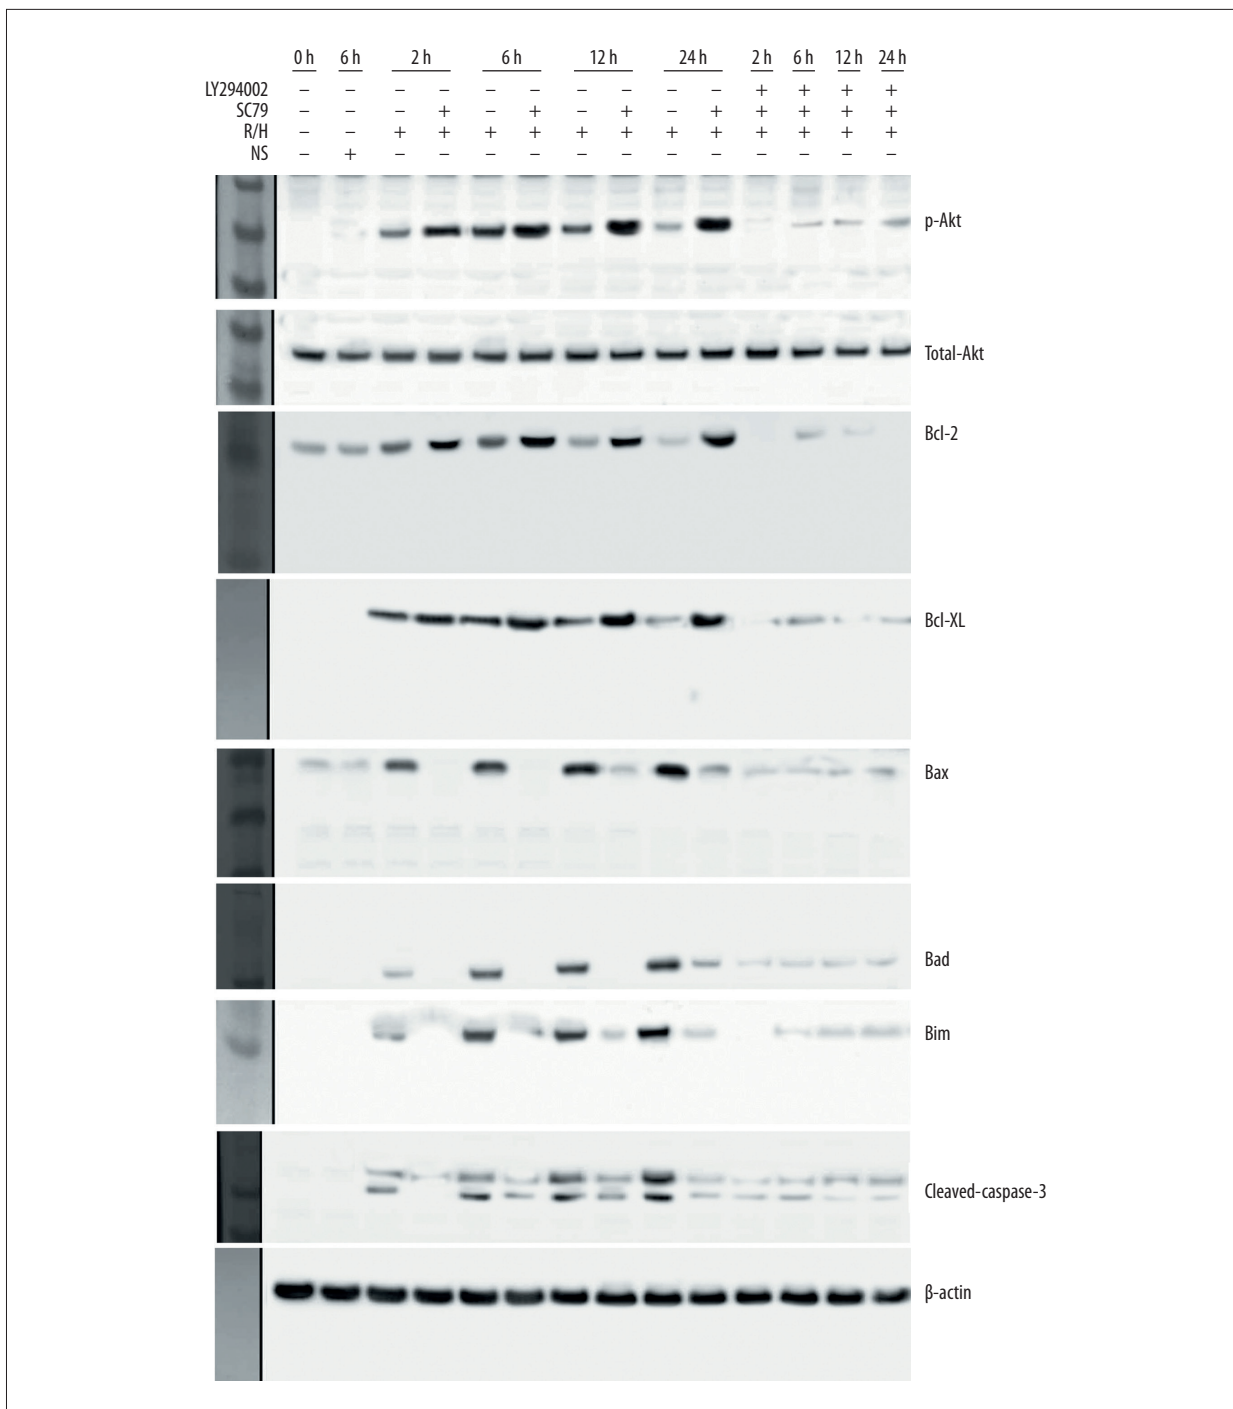 0 h 6 h 2 h 6 h 12 h 24 h 2 h 6 h 12 h 24 h
LY294002 – – – – – – – – – – + + + +
SC79 – – – + – + – + – + + + + +
R/H – – + + + + + + + + + + + +
NS – + – – – – – – – – – – – –
p-Akt
Total-Akt
Bcl-2
Bcl-XL
Bax
Bad
Bim
Cleaved-caspase-3
β-actin